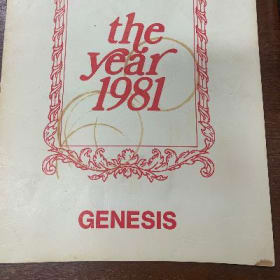 the
year
1981
GENESIS